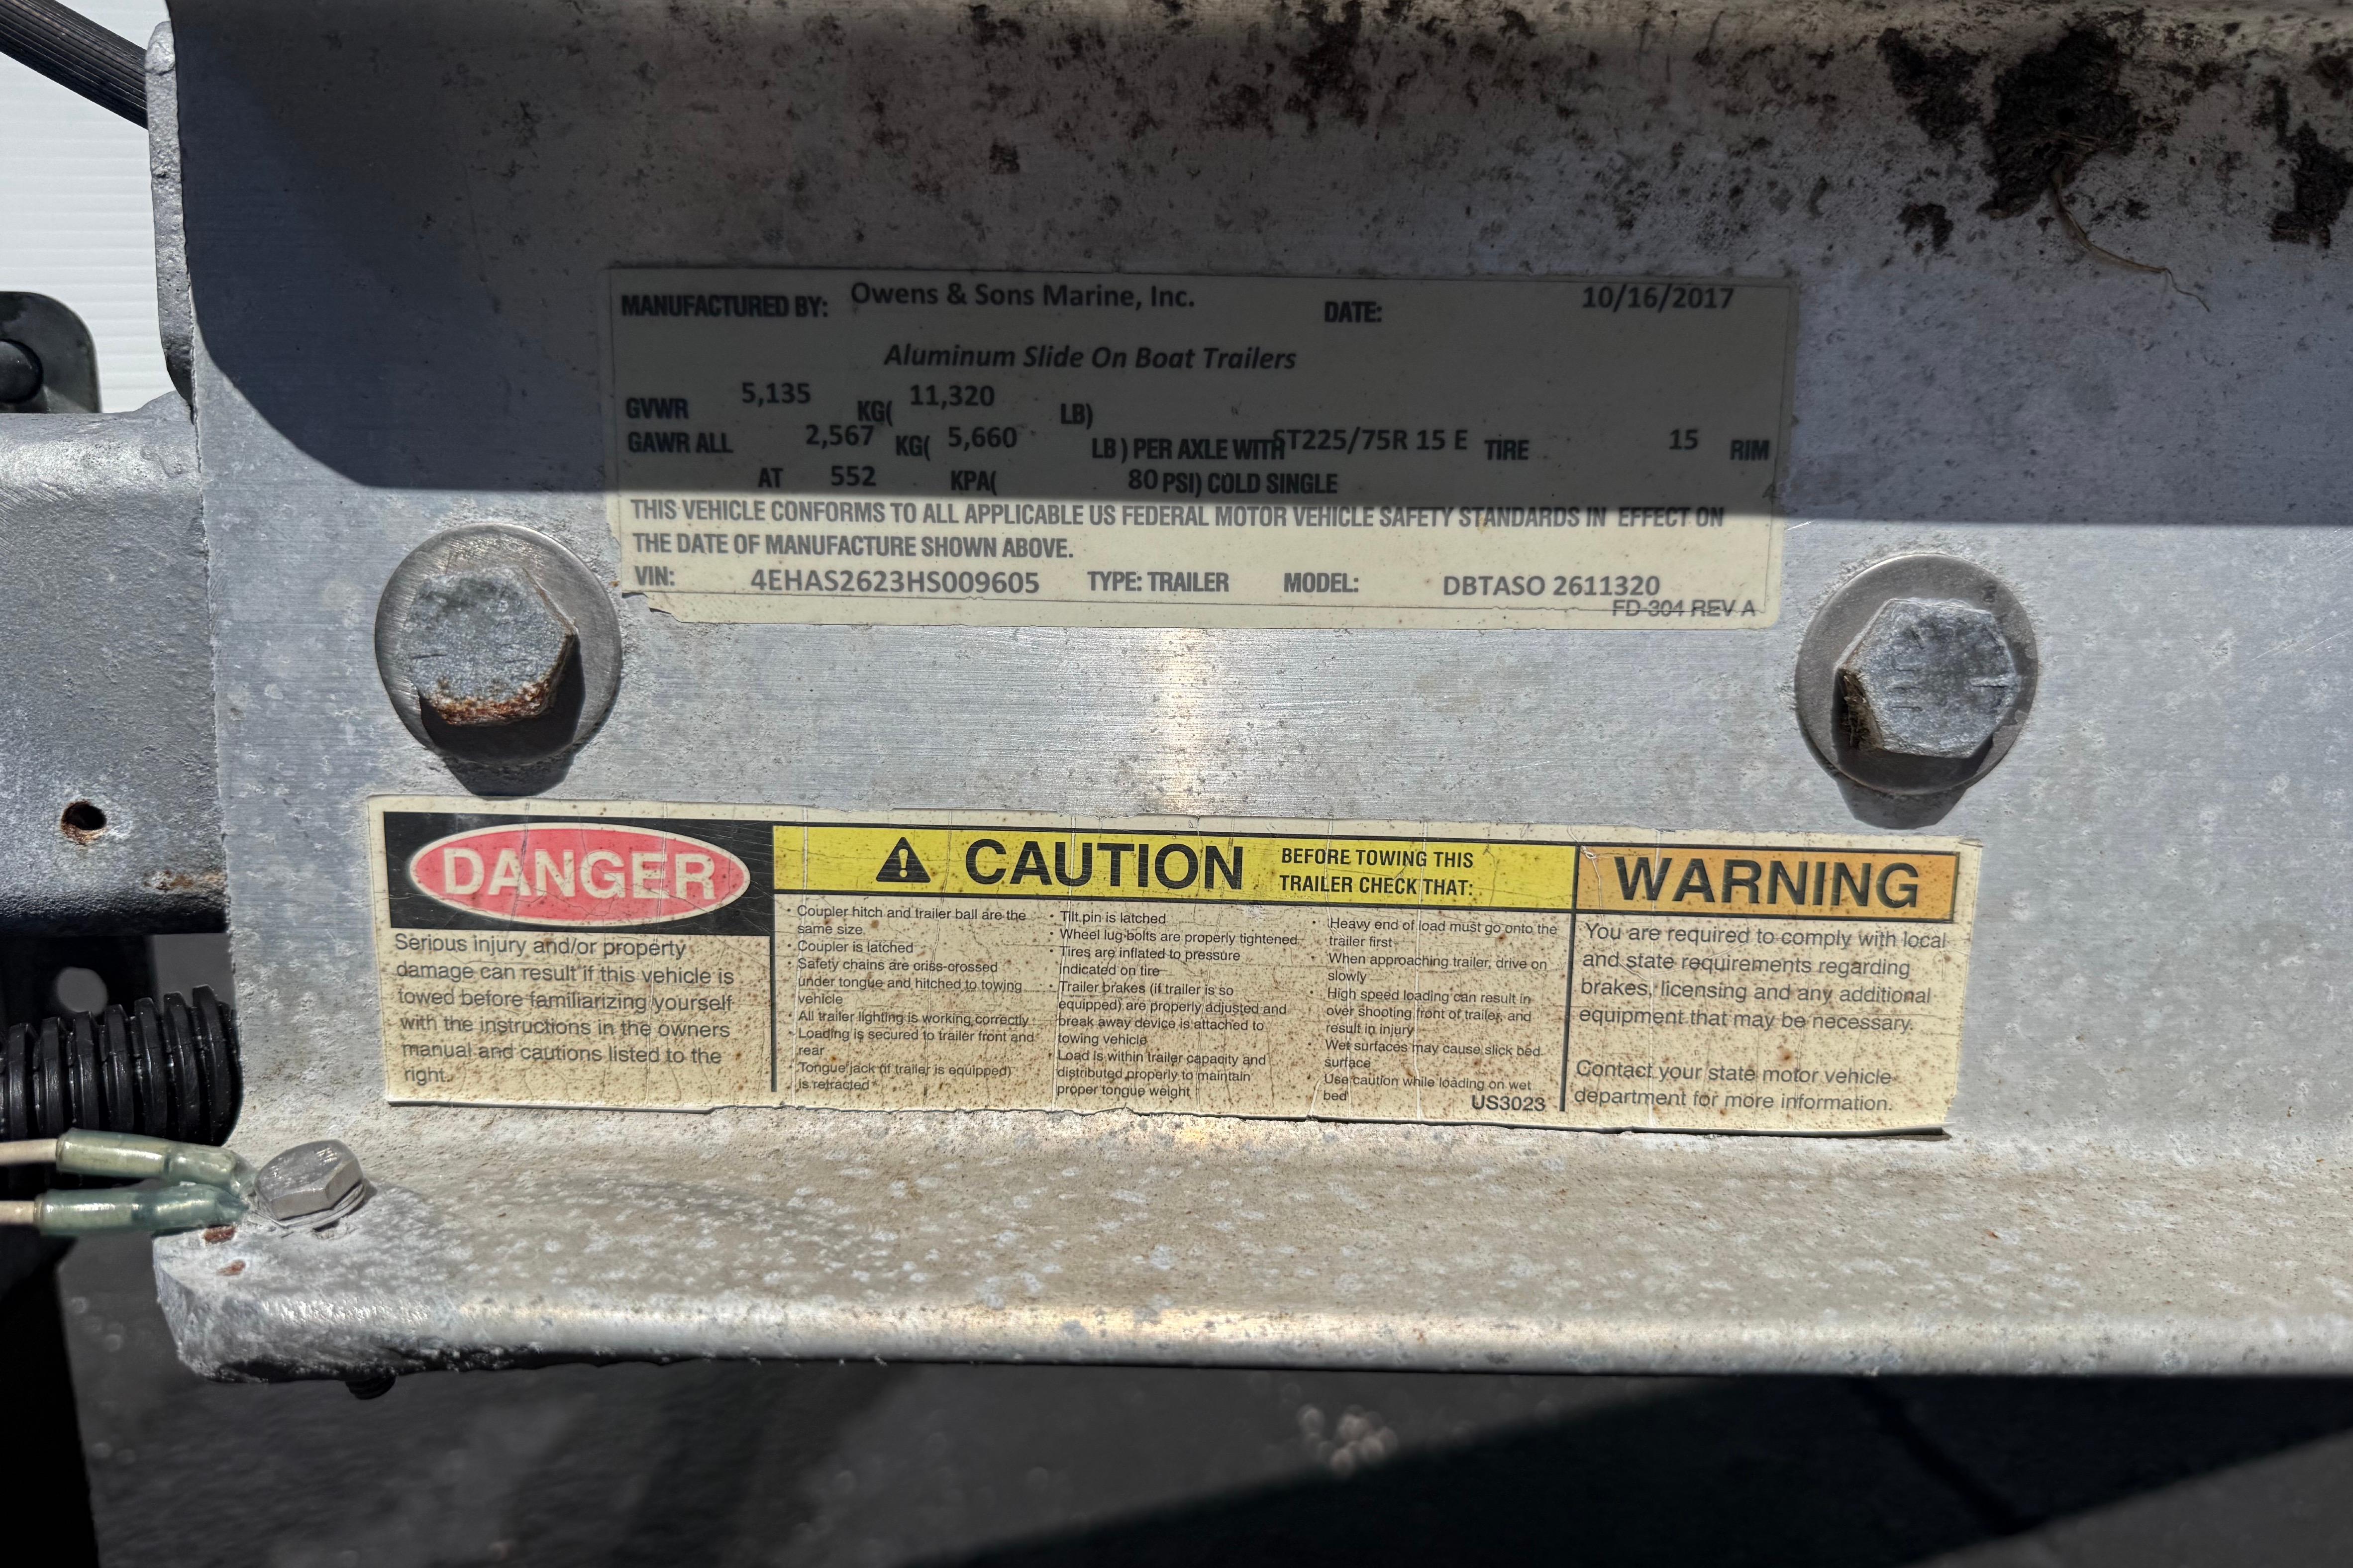 MANUFACTURED BY: Owens & Sons Marine, Inc. DATE: 10/16/2017
Aluminum Slide On Boat Trailers
GVWR 5,135 KG( 11,320 LB)
GAWR ALL 2,567 KG( 5,660 LB) PER AXLE WITH ST225/75R 15 E TIRE 15 RIM
AT 552 KPA( 80 PSI) COLD SINGLE
THIS VEHICLE CONFORMS TO ALL APPLICABLE US FEDERAL MOTOR VEHICLE SAFETY STANDARDS IN EFFECT ON
THE DATE OF MANUFACTURE SHOWN ABOVE.
VIN: 4EHAS2623HS009605 TYPE: TRAILER MODEL: DBTASO 2611320
FD-304 REV A
DANGER
Serious injury and/or property
damage can result if this vehicle is
towed before familiarizing yourself
with the instructions in the owners
manual and cautions listed to the
right.
CAUTION
BEFORE TOWING THIS
TRAILER CHECK THAT:
• Coupler hitch and trailer ball are the
same size
• Coupler is latched
• Safety chains are criss-crossed
under tongue and hitched to towing
vehicle
• All trailer lighting is working correctly
• Loading is secured to trailer front and
rear
• Tongue jack (if trailer is equipped)
is retracted
• Tilt pin is latched
• Wheel lug bolts are properly tightened
• Tires are inflated to pressure
indicated on tire
• Trailer brakes (if trailer is so
equipped) are properly adjusted and
break away device is attached to
towing vehicle
• Load is within trailer capacity and
distributed properly to maintain
proper tongue weight
• Heavy end of load must go onto the
trailer first
• When approaching trailer, drive on
slowly
• High speed loading can result in
over shooting front of trailer, and
result in injury
• Wet surfaces may cause slick bed
surface
• Use caution while loading on wet
bed
US3023
WARNING
You are required to comply with local
and state requirements regarding
brakes, licensing and any additional
equipment that may be necessary.
Contact your state motor vehicle
department for more information.